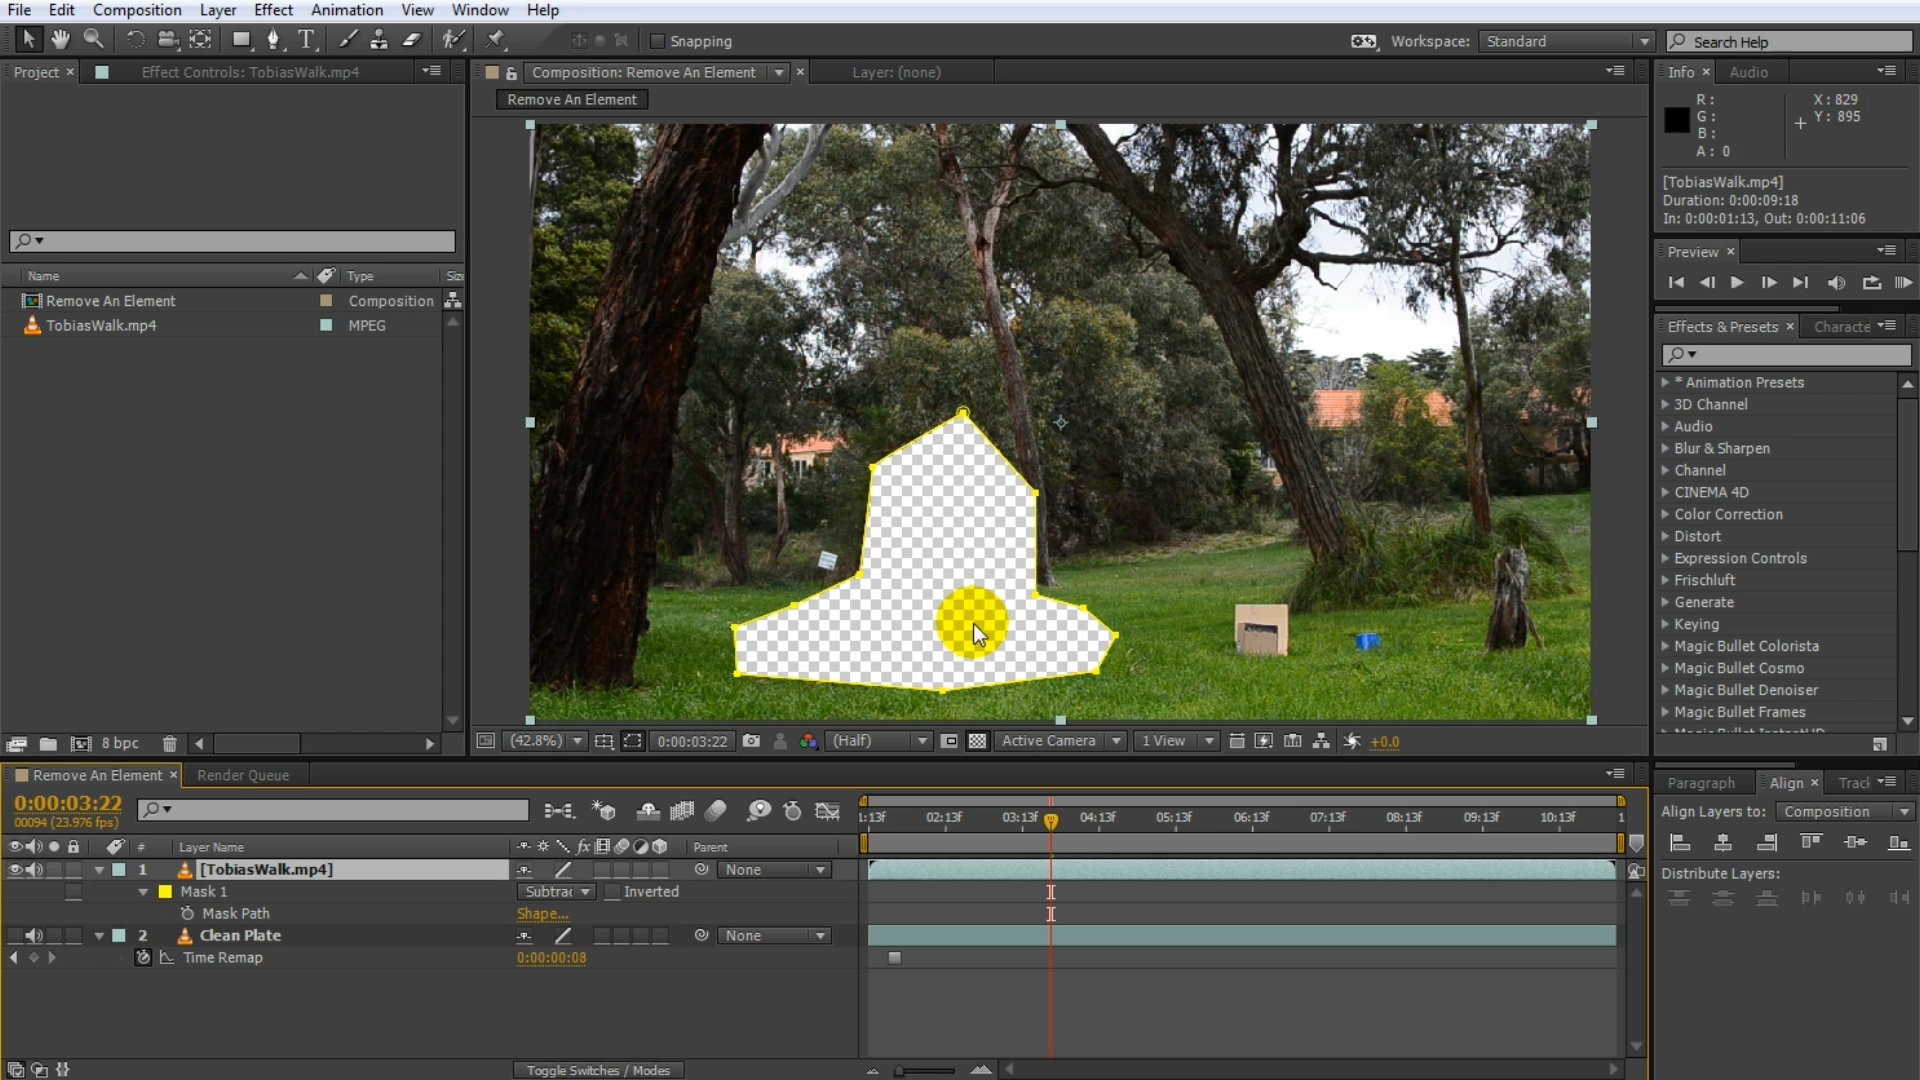 File Edit Composition Layer Effect Animation View Window Help
Snapping
Workspace: Standard
Search Help
Project × Effect Controls: TobiasWalk.mp4
Composition: Remove An Element × Layer: (none)
Info × Audio
Remove An Element
R:
G:
B:
A: 0
X: 829
Y: 895
[TobiasWalk.mp4]
Duration: 0:00:09:18
In: 0:00:01:13, Out: 0:00:11:06
Preview ×
Name Type
Remove An Element Composition
TobiasWalk.mp4 MPEG
Effects & Presets ×
* Animation Presets
3D Channel
Audio
Blur & Sharpen
Channel
CINEMA 4D
Color Correction
Distort
Expression Controls
Frischluft
Generate
Keying
Magic Bullet Colorista
Magic Bullet Cosmo
Magic Bullet Denoiser
Magic Bullet Frames
8 bpc
(42.8%) 0:00:03:22 (Half) Active Camera 1 View +0.0
Remove An Element × Render Queue
0:00:03:22
00094 (23.976 fps)
1:13f 02:13f 03:13f 04:13f 05:13f 06:13f 07:13f 08:13f 09:13f 10:13f 1
# Layer Name fx Parent
1 [TobiasWalk.mp4] None
Mask 1 Subtrac Inverted
Mask Path Shape...
2 Clean Plate None
Time Remap 0:00:00:08
Toggle Switches / Modes
Paragraph Align ×
Align Layers to: Composition
Distribute Layers: